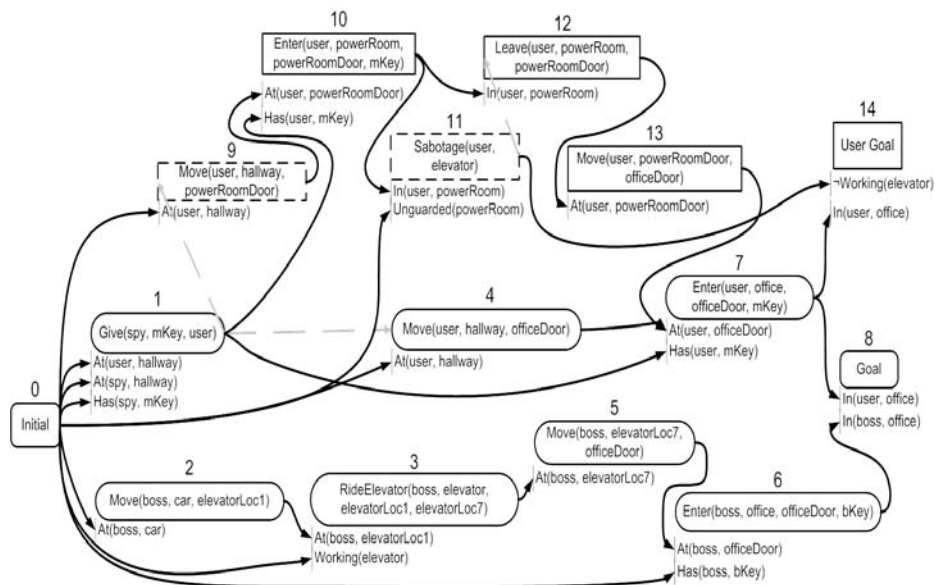 10
Enter(user, powerRoom,
powerRoomDoor, mKey)
At(user, powerRoomDoor)
Has(user, mKey)
12
Leave(user, powerRoom,
powerRoomDoor)
In(user, powerRoom)
9
Move(user, hallway,
powerRoomDoor)
At(user, hallway)
11
Sabotage(user,
elevator)
In(user, powerRoom)
Unguarded(powerRoom)
13
Move(user, powerRoomDoor,
officeDoor)
At(user, powerRoomDoor)
14
User Goal
¬Working(elevator)
In(user, office)
1
Give(spy, mKey, user)
At(user, hallway)
At(spy, hallway)
Has(spy, mKey)
4
Move(user, hallway, officeDoor)
At(user, hallway)
7
Enter(user, office,
officeDoor, mKey)
At(user, officeDoor)
Has(user, mKey)
8
Goal
In(user, office)
In(boss, office)
0
Initial
2
Move(boss, car, elevatorLoc1)
At(boss, car)
3
RideElevator(boss, elevator,
elevatorLoc1, elevatorLoc7)
At(boss, elevatorLoc1)
Working(elevator)
5
Move(boss, elevatorLoc7,
officeDoor)
At(boss, elevatorLoc7)
6
Enter(boss, office, officeDoor, bKey)
At(boss, officeDoor)
Has(boss, bKey)